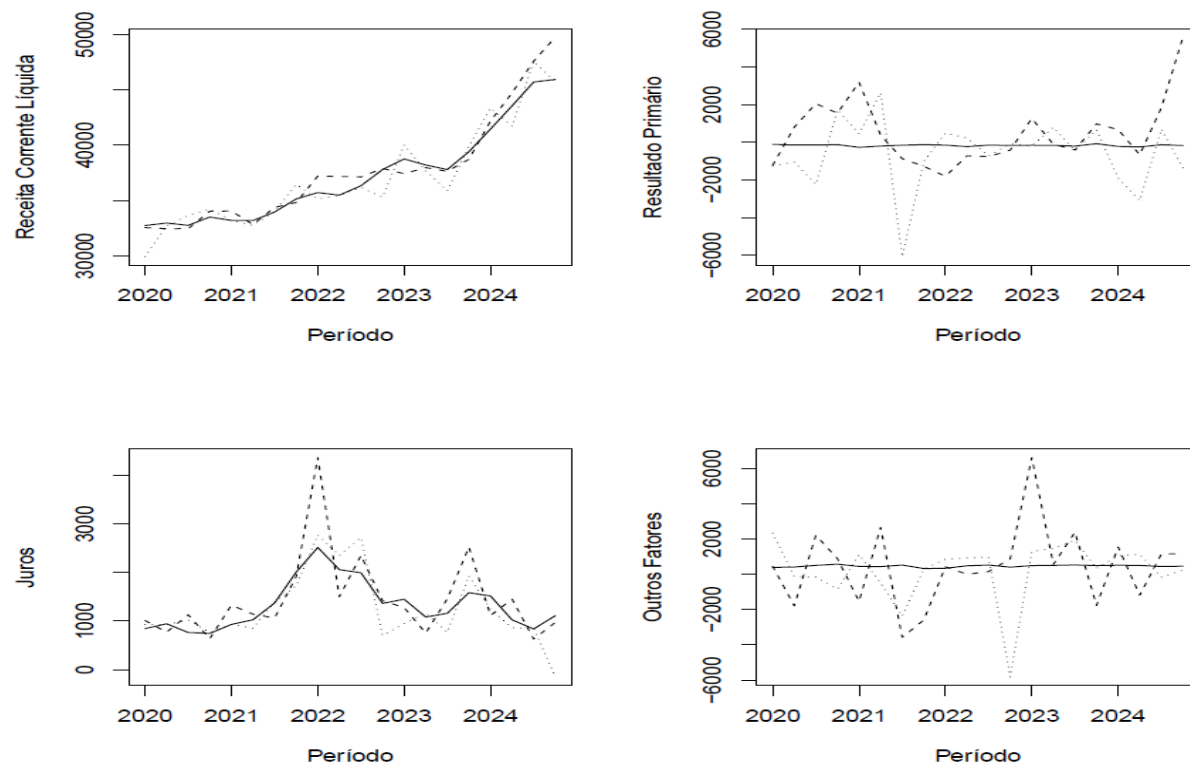 Receita Corrente Líquida
50000
40000
30000
2020 2021 2022 2023 2024
Período
Resultado Primário
6000
2000
−2000
−6000
2020 2021 2022 2023 2024
Período
Juros
3000
1000
0
2020 2021 2022 2023 2024
Período
Outros Fatores
6000
2000
−2000
−6000
2020 2021 2022 2023 2024
Período